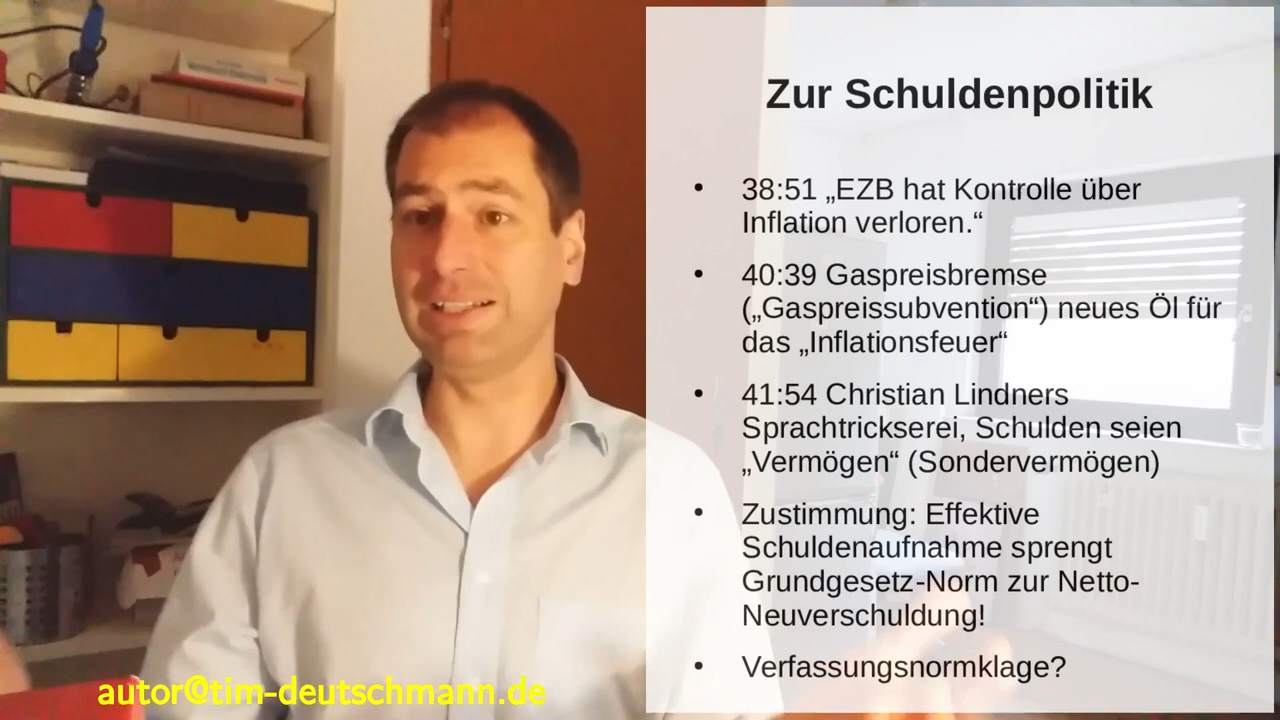 Zur Schuldenpolitik
• 38:51 „EZB hat Kontrolle über
Inflation verloren.“
• 40:39 Gaspreisbremse
(„Gaspreissubvention“) neues Öl für
das „Inflationsfeuer“
• 41:54 Christian Lindners
Sprachtrickserei, Schulden seien
„Vermögen“ (Sondervermögen)
• Zustimmung: Effektive
Schuldenaufnahme sprengt
Grundgesetz-Norm zur Netto-
Neuverschuldung!
• Verfassungsnormklage?
autor@tim-deutschmann.de